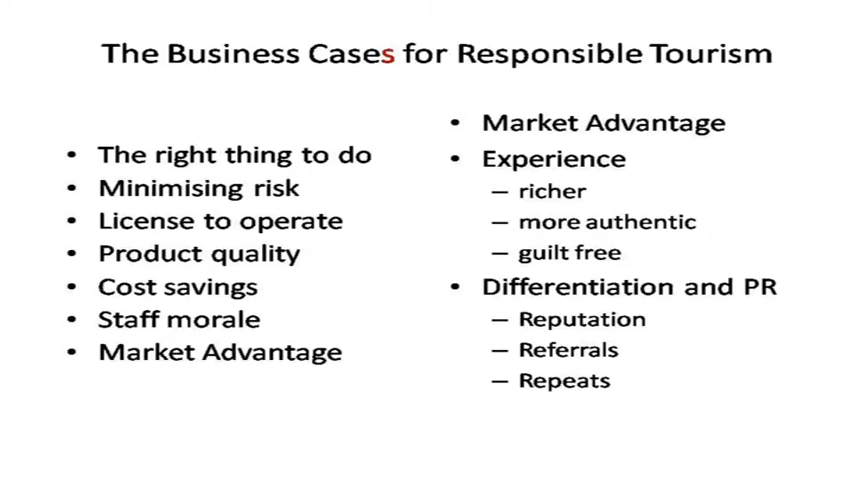 The Business Cases for Responsible Tourism
• The right thing to do
• Minimising risk
• License to operate
• Product quality
• Cost savings
• Staff morale
• Market Advantage
• Market Advantage
• Experience
– richer
– more authentic
– guilt free
• Differentiation and PR
– Reputation
– Referrals
– Repeats